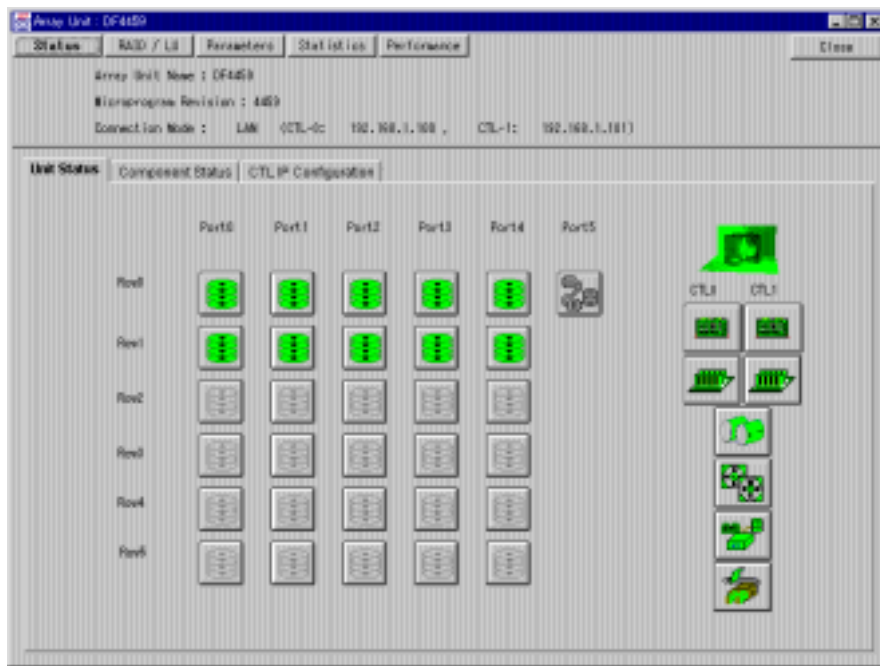 Array Unit : DF4459
Status RAID / LU Parameters Statistics Performance Close
Array Unit Name : DF4459
Microprogram Revision : 4459
Connection Mode : LAN (CTL-0: 192.168.1.100 , CTL-1: 192.168.1.101)
Unit Status Component Status CTL IP Configuration
Port0 Port1 Port2 Port3 Port4 Port5
Row0
CTL0 CTL1
Row1
Row2
Row3
Row4
Row5